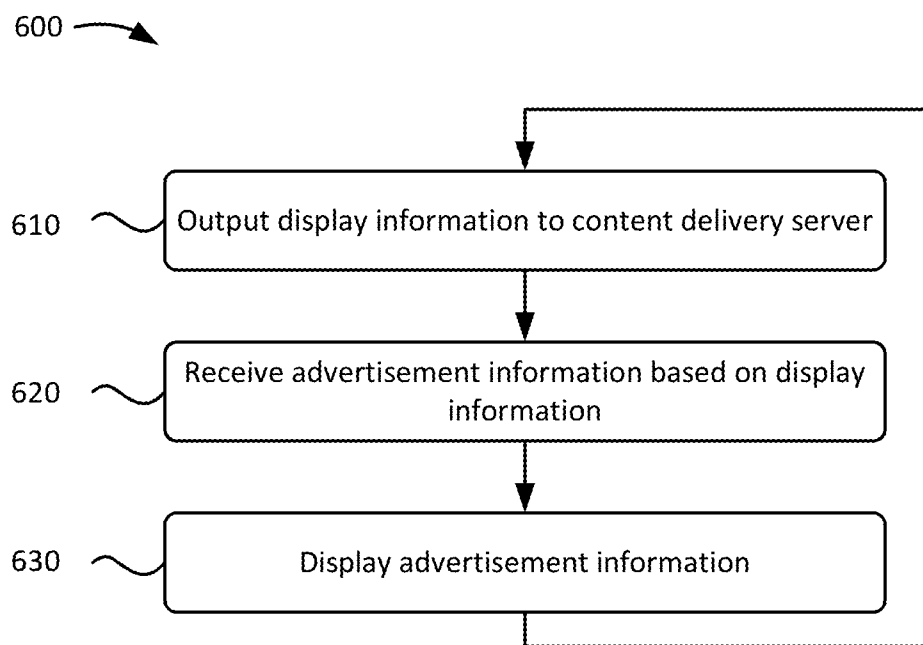 600
610
Output display information to content delivery server
620
Receive advertisement information based on display
information
630
Display advertisement information